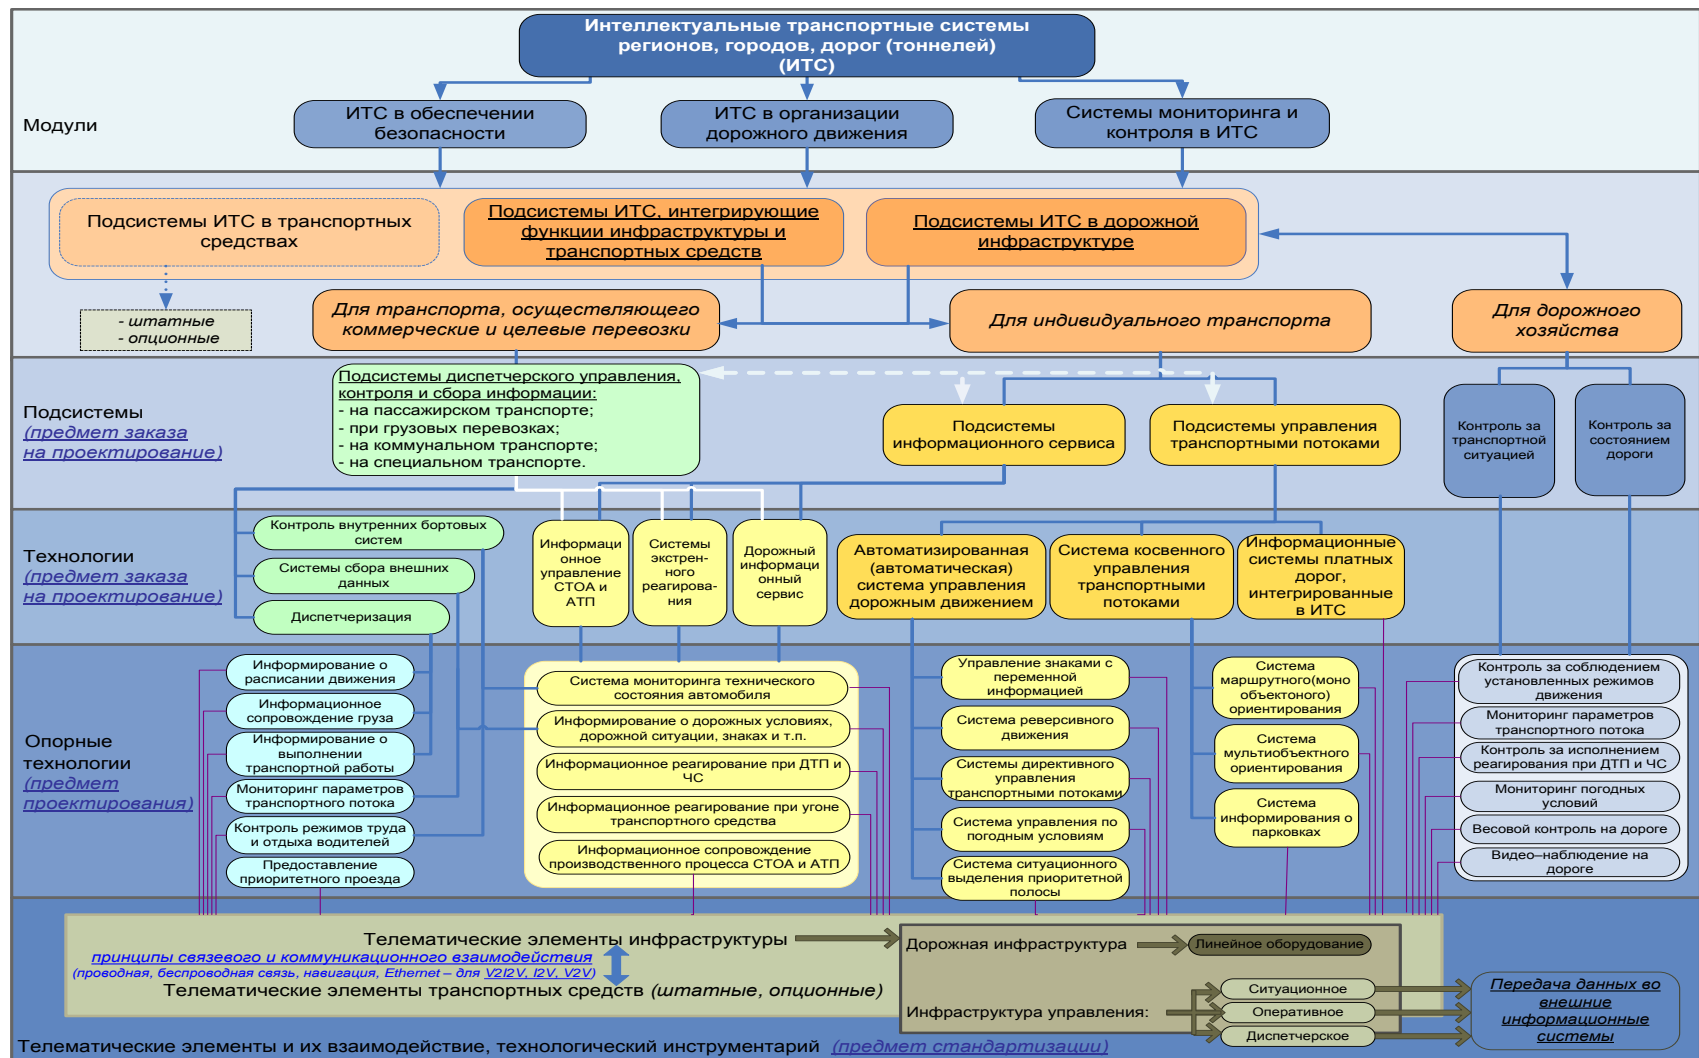 Интеллектуальные транспортные системы
регионов, городов, дорог (тоннелей)
(ИТС)
Модули
ИТС в обеспечении
безопасности
ИТС в организации
дорожного движения
Системы мониторинга и
контроля в ИТС
Подсистемы ИТС в транспортных
средствах
Подсистемы ИТС, интегрирующие
функции инфраструктуры и
транспортных средств
Подсистемы ИТС в дорожной
инфраструктуре
- штатные
- опционные
Для транспорта, осуществляющего
коммерческие и целевые перевозки
Для индивидуального транспорта
Для дорожного
хозяйства
Подсистемы
(предмет заказа
на проектирование)
Подсистемы диспетчерского управления,
контроля и сбора информации:
- на пассажирском транспорте;
- при грузовых перевозках;
- на коммунальном транспорте;
- на специальном транспорте.
Подсистемы
информационного сервиса
Подсистемы управления
транспортными потоками
Контроль за
транспортной
ситуацией
Контроль за
состоянием
дороги
Технологии
(предмет заказа
на проектирование)
Контроль внутренних бортовых
систем
Системы сбора внешних
данных
Диспетчеризация
Информаци
онное
управление
СТОА и
АТП
Системы
экстрен-
ного
реагирова-
ния
Дорожный
информаци
онный
сервис
Автоматизированная
(автоматическая)
система управления
дорожным движением
Система косвенного
управления
транспортными
потоками
Информационные
системы платных
дорог,
интегрированные
в ИТС
Опорные
технологии
(предмет
проектирования)
Информирование о
расписании движения
Информационное
сопровождение груза
Информирование о
выполнении
транспортной работы
Мониторинг параметров
транспортного потока
Контроль режимов труда
и отдыха водителей
Предоставление
приоритетного проезда
Система мониторинга технического
состояния автомобиля
Информирование о дорожных условиях,
дорожной ситуации, знаках и т.п.
Информационное реагирование при ДТП и
ЧС
Информационное реагирование при угоне
транспортного средства
Информационное сопровождение
производственного процесса СТОА и АТП
Управление знаками с
переменной
информацией
Система реверсивного
движения
Системы директивного
управления
транспортными потоками
Система управления по
погодным условиям
Система ситуационного
выделения приоритетной
полосы
Система
маршрутного(моно
объектоного)
ориентирования
Система
мультиобъектного
ориентирования
Система
информирования о
парковках
Контроль за соблюдением
установленных режимов
движения
Мониторинг параметров
транспортного потока
Контроль за исполнением
реагирования при ДТП и ЧС
Мониторинг погодных
условий
Весовой контроль на дороге
Видео–наблюдение на
дороге
Телематические элементы инфраструктуры
принципы связевого и коммуникационного взаимодействия
(проводная, беспроводная связь, навигация, Ethernet – для V2I2V, I2V, V2V)
Телематические элементы транспортных средств (штатные, опционные)
Дорожная инфраструктура
Линейное оборудование
Инфраструктура управления:
Ситуационное
Оперативное
Диспетчерское
Передача данных во
внешние
информационные
системы
Телематические элементы и их взаимодействие, технологический инструментарий (предмет стандартизации)